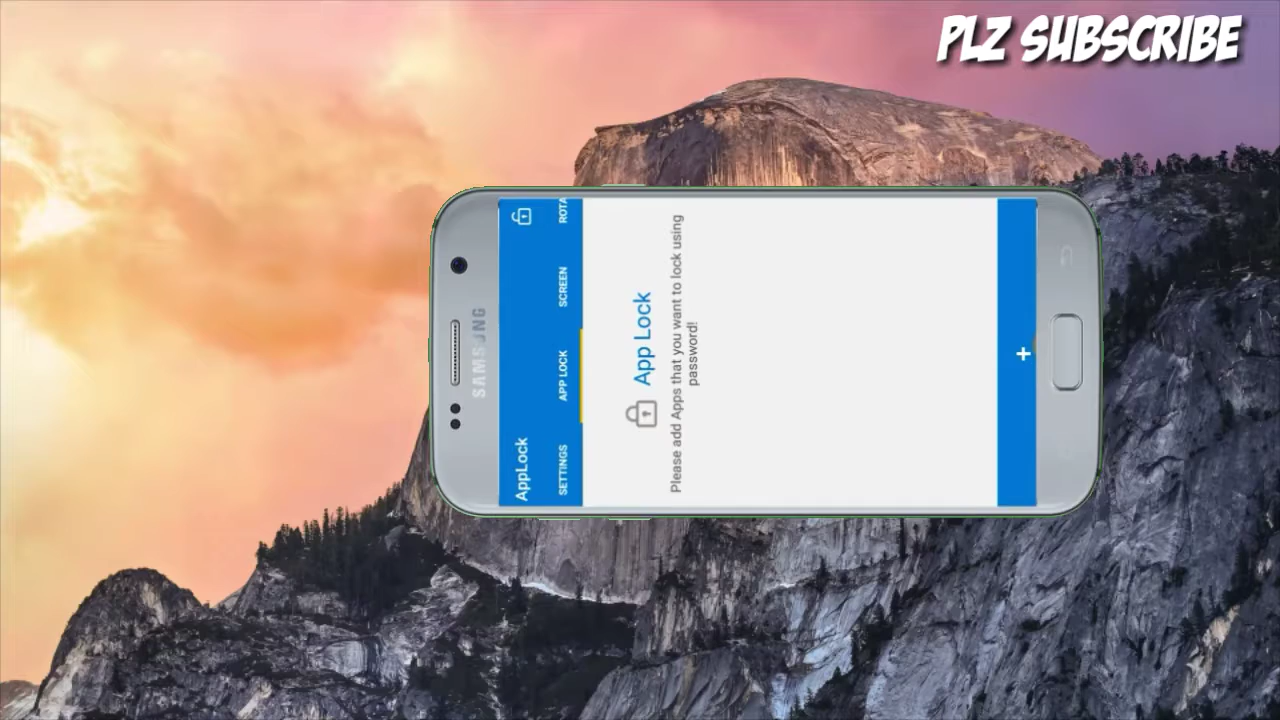 PLZ SUBSCRIBE
SAMSUNG
AppLock
SETTINGS
APP LOCK
SCREEN
ROTA
App Lock
Please add Apps that you want to lock using
password!
+